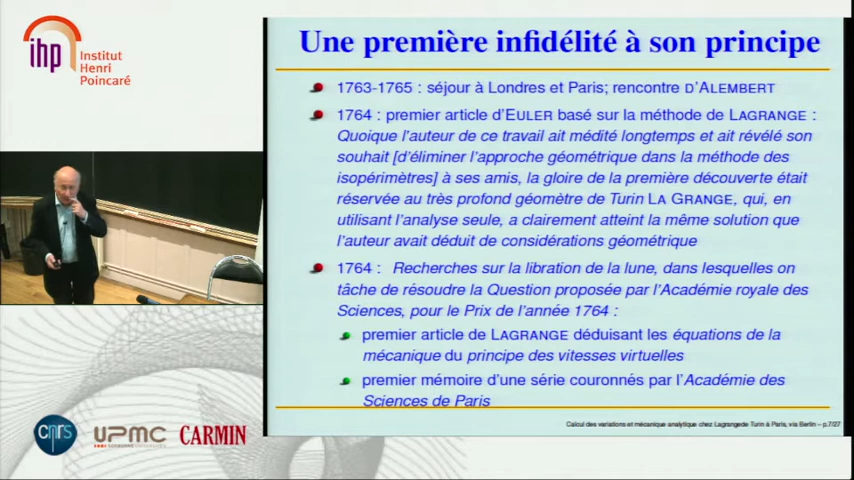 ihp
Institut
Henri
Poincaré
Une première infidélité à son principe
1763-1765 : séjour à Londres et Paris; rencontre D'ALEMBERT
1764 : premier article d'EULER basé sur la méthode de LAGRANGE :
Quoique l'auteur de ce travail ait médité longtemps et ait révélé son
souhait [d'éliminer l'approche géométrique dans la méthode des
isopérimètres] à ses amis, la gloire de la première découverte était
réservée au très profond géomètre de Turin LA GRANGE, qui, en
utilisant l'analyse seule, a clairement atteint la même solution que
l'auteur avait déduit de considérations géométrique
1764 : Recherches sur la libration de la lune, dans lesquelles on
tâche de résoudre la Question proposée par l'Académie royale des
Sciences, pour le Prix de l'année 1764 :
premier article de LAGRANGE déduisant les équations de la
mécanique du principe des vitesses virtuelles
premier mémoire d'une série couronnés par l'Académie des
Sciences de Paris
Calcul des variations et mécanique analytique chez Lagrangede Turin à Paris, via Berlin – p.7/27
cnrs
UPMC
SORBONNE UNIVERSITÉS
CARMIN